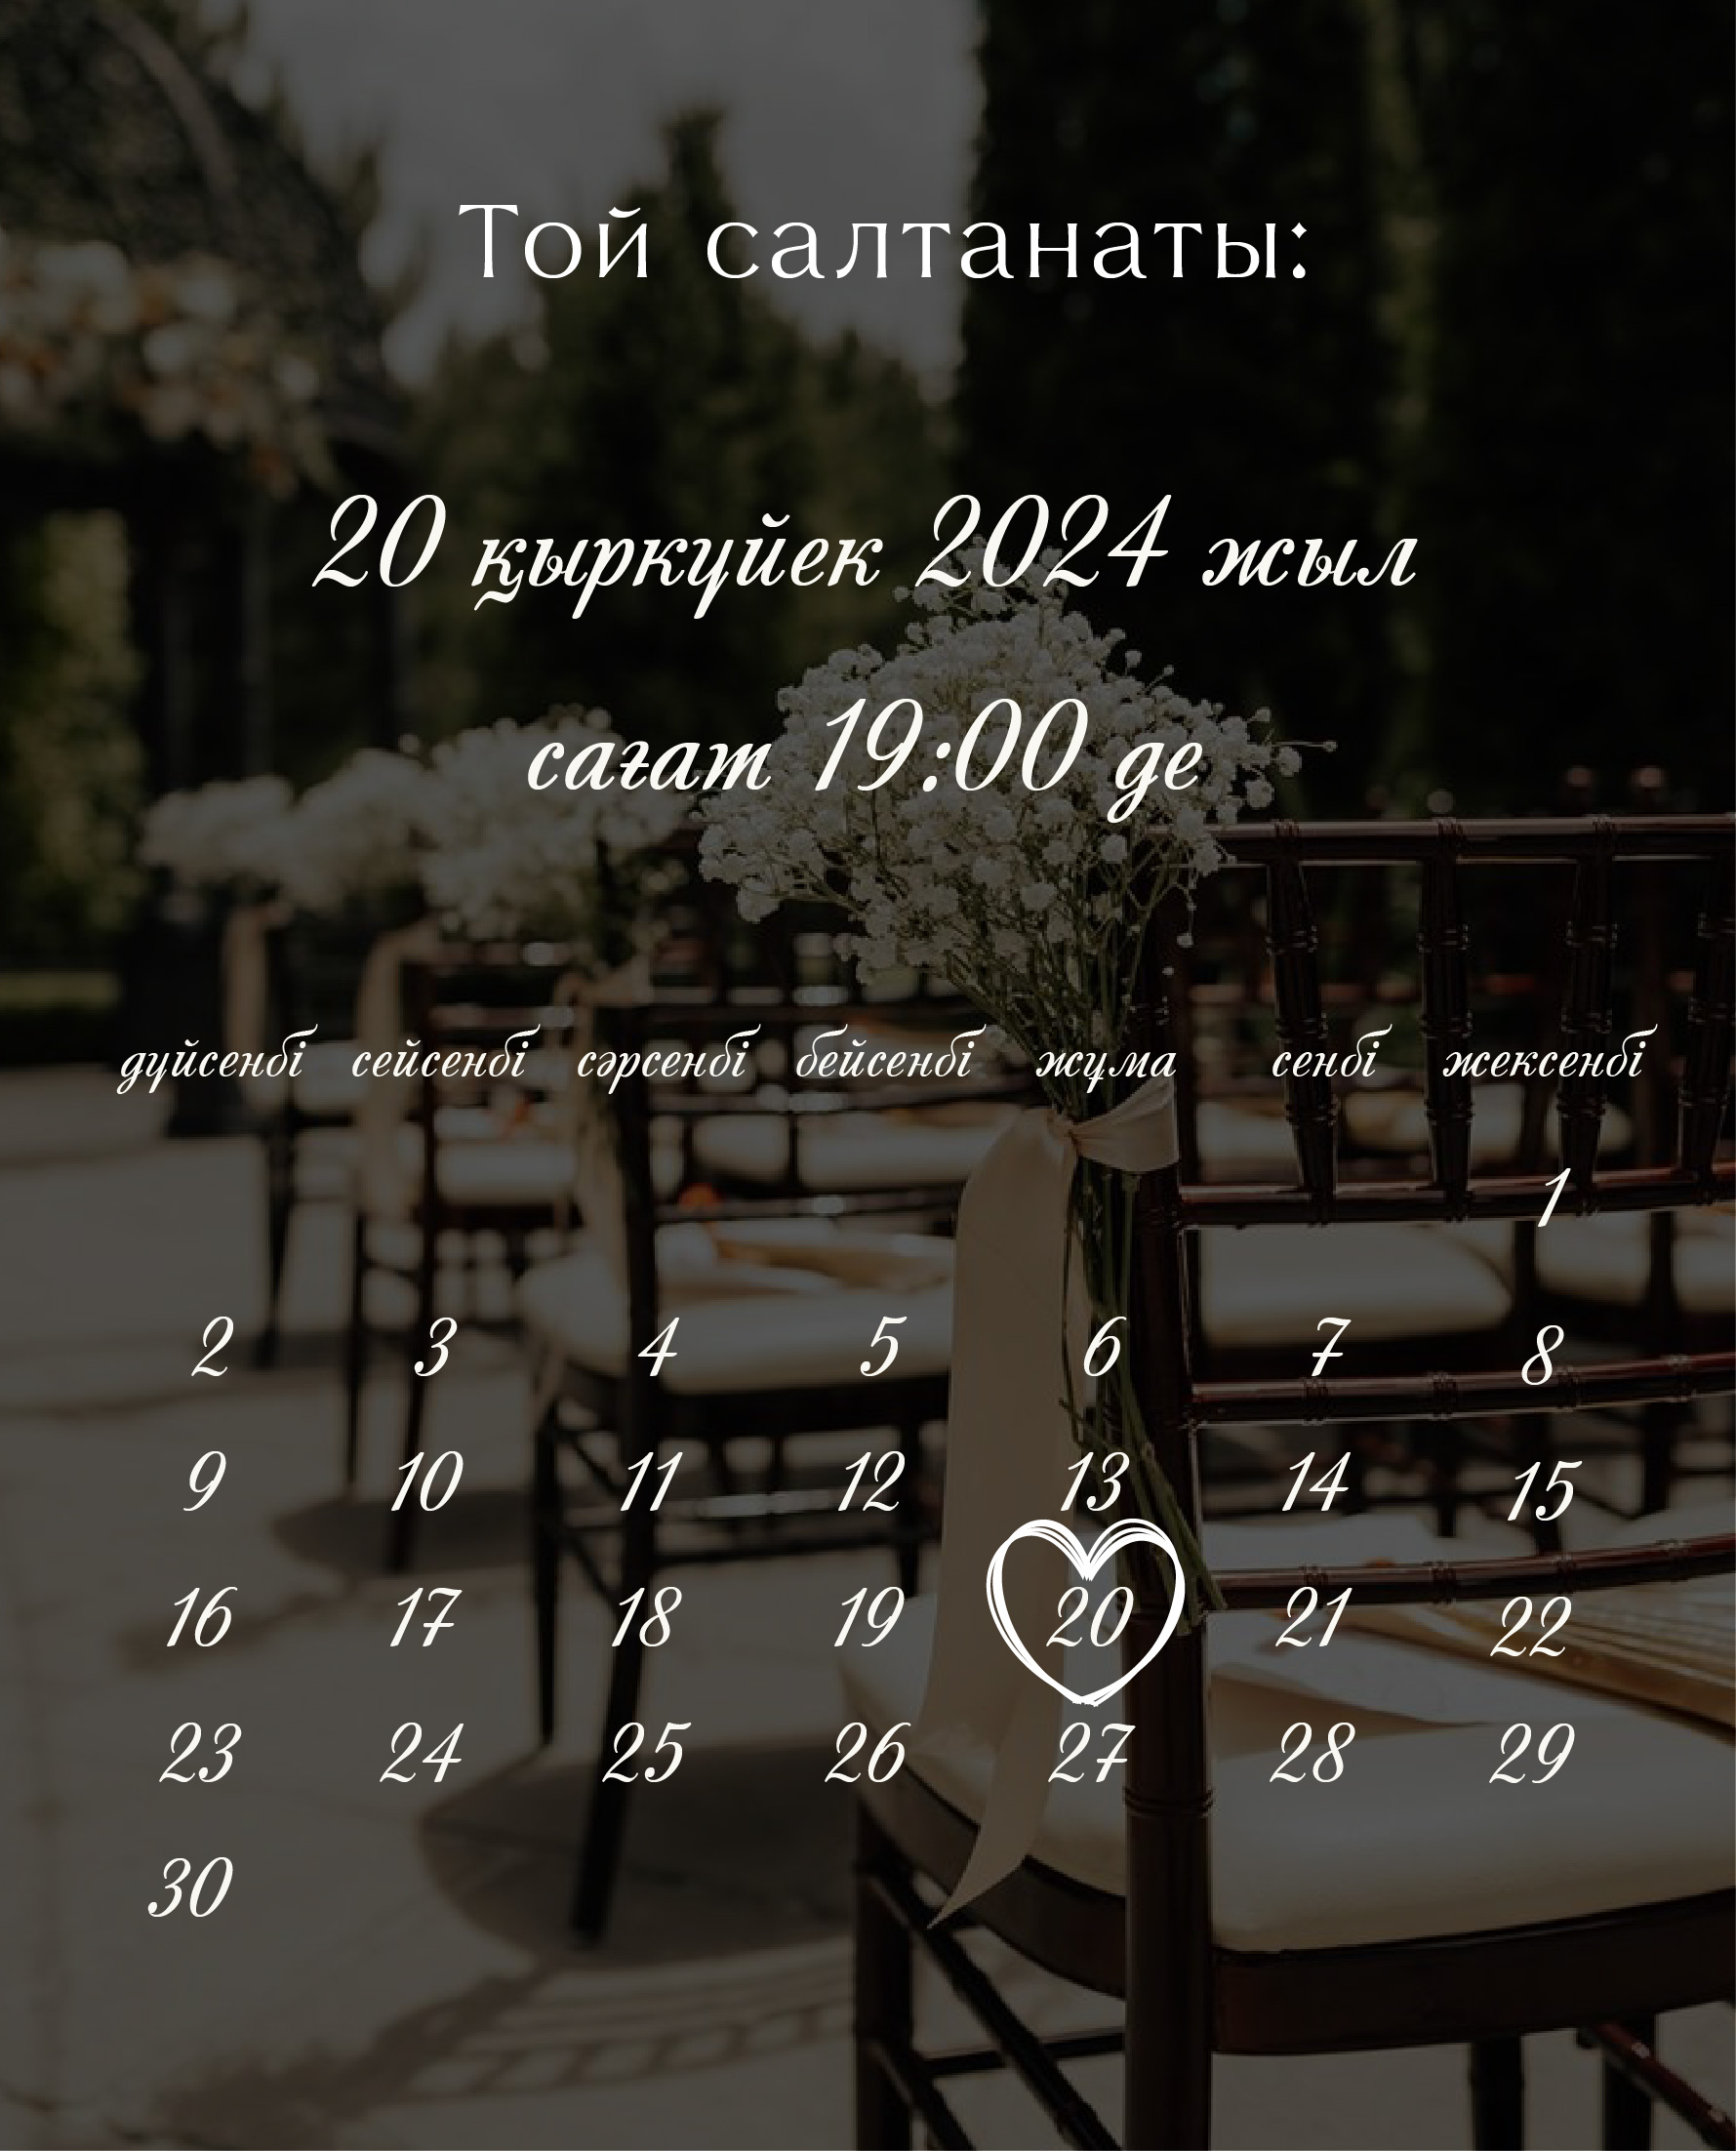 Той салтанаты:
20 қыркүйек 2024 жыл
сағат 19:00 де
дүйсенбі сейсенбі сәрсенбі бейсенбі жұма сенбі жексенбі
1
2 3 4 5 6 7 8
9 10 11 12 13 14 15
16 17 18 19 20 21 22
23 24 25 26 27 28 29
30